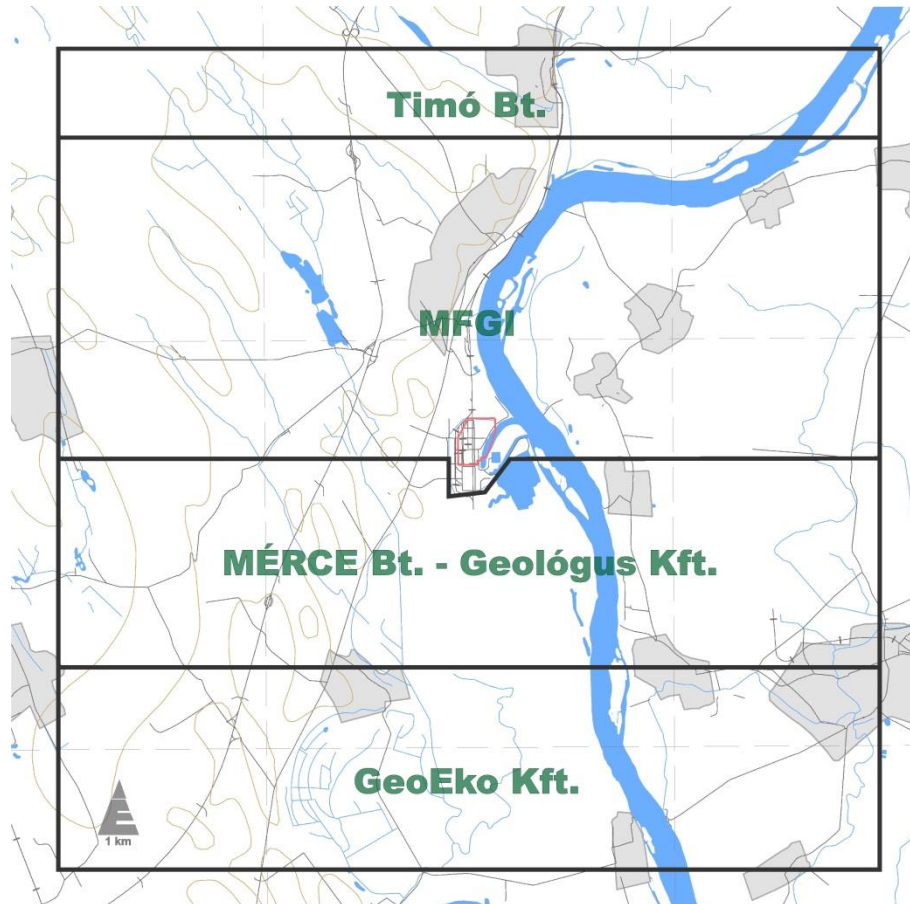 Timó Bt.
MFGI
MÉRCE Bt. - Geológus Kft.
GeoEko Kft.
É
1 km